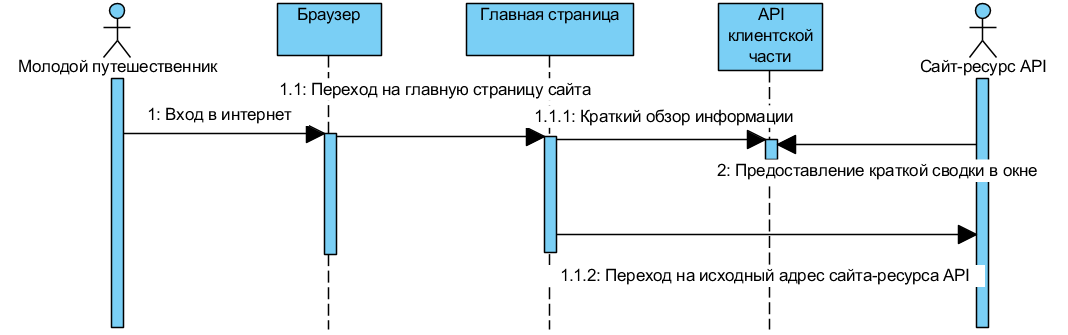 Браузер
Главная страница
API
клиентской
части
Молодой путешественник
Сайт-ресурс API
1.1: Переход на главную страницу сайта
1: Вход в интернет
1.1.1: Краткий обзор информации
2: Предоставление краткой сводки в окне
1.1.2: Переход на исходный адрес сайта-ресурса API